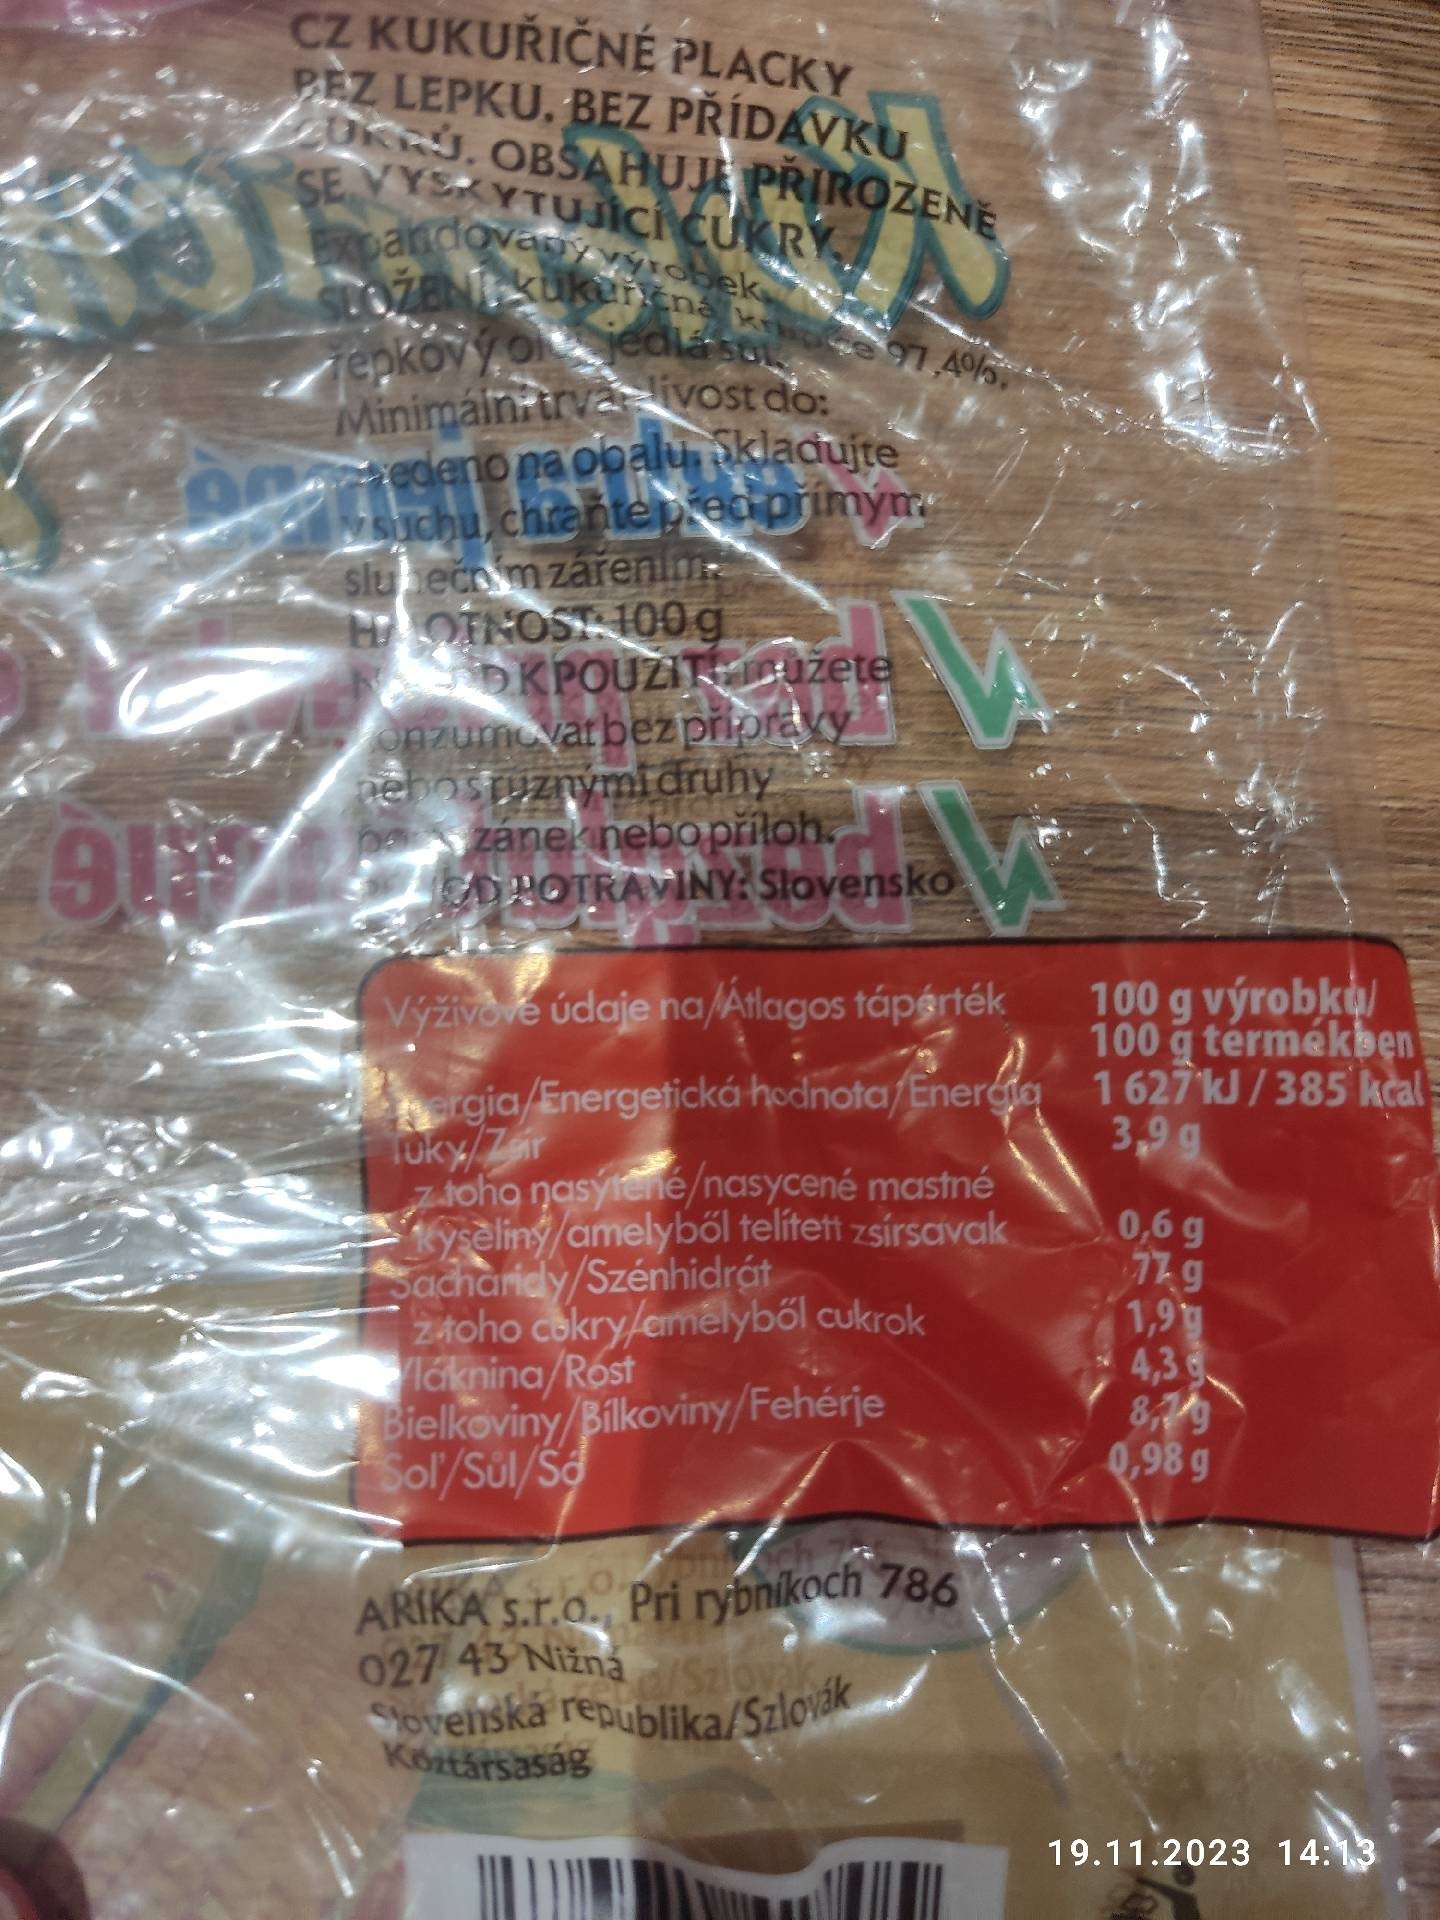 CZ KUKUŘIČNÉ PLACKY
BEZ LEPKU, BEZ PŘÍDAVKU
CUKRŮ. OBSAHUJE PŘIROZENĚ
SE VYSKYTUJÍCÍ CUKRY.
Expandovaný výrobek.
SLOŽENÍ: kukuřičná krupice 97,4%,
řepkový olej, jedlá sůl.
Minimální trvanlivost do:
uvedeno na obalu. Skladujte
v suchu, chraňte před přímým
slunečním zářením.
HMOTNOST: 100 g
NÁVOD K POUŽITÍ: můžete
konzumovat bez přípravy
nebo s různými druhy
pomazánek nebo příloh.
PŮVOD POTRAVINY: Slovensko
Výživové údaje na/Átlagos tápérték 100 g výrobku/
100 g termékben
Energia/Energetická hodnota/Energia 1 627 kJ / 385 kcal
Tuky/Zsír 3,9 g
z toho nasýtené/nasycené mastné
kyseliny/amelyből telített zsírsavak 0,6 g
Sacharidy/Szénhidrát 77 g
z toho cukry/amelyből cukrok 1,9 g
Vláknina/Rost 4,3 g
Bielkoviny/Bílkoviny/Fehérje 8,7 g
Soľ/Sůl/Só 0,98 g
ARIKA s.r.o., Pri rybníkoch 786
027 43 Nižná
Slovenská republika/Szlovák
Köztársaság
19.11.2023 14:13